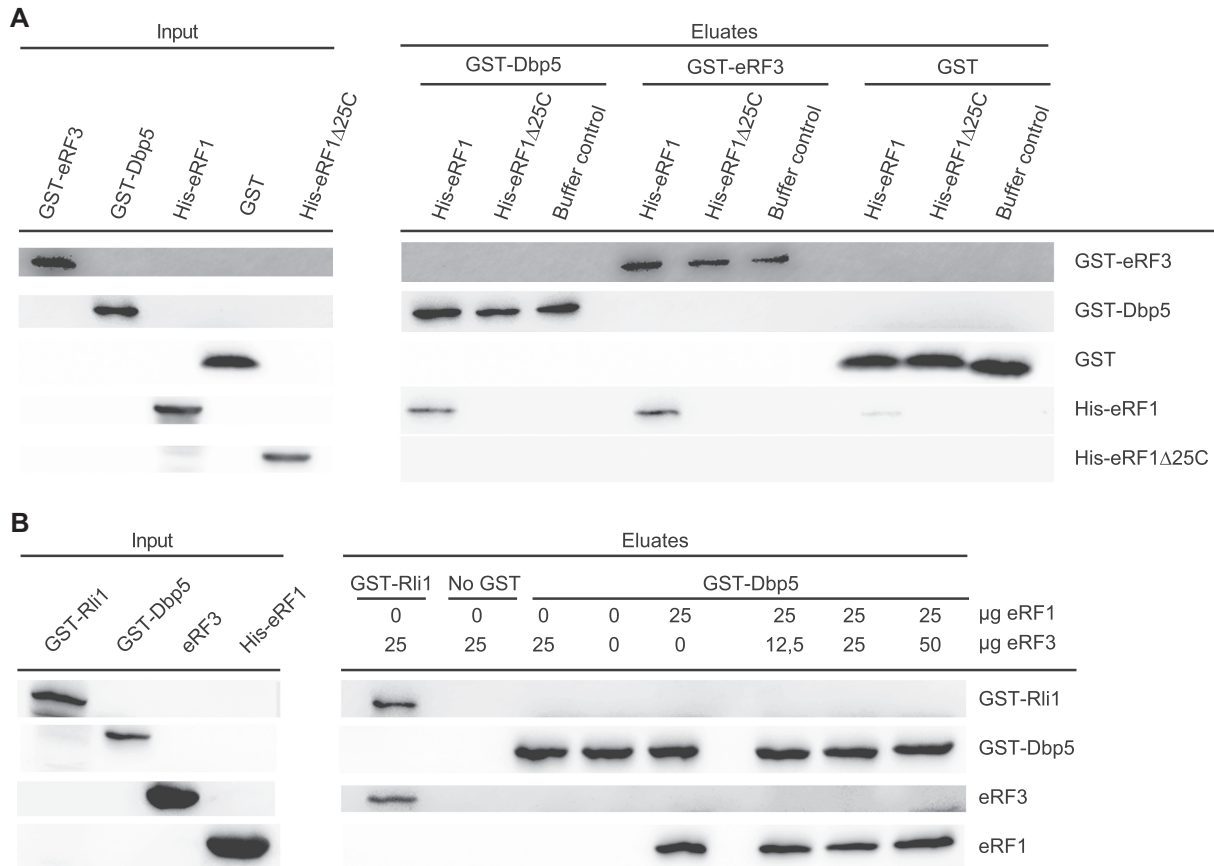 A
Input
Eluates
GST-Dbp5 GST-eRF3 GST
GST-eRF3 GST-Dbp5 His-eRF1 GST His-eRF1Δ25C
His-eRF1 His-eRF1Δ25C Buffer control His-eRF1 His-eRF1Δ25C Buffer control His-eRF1 His-eRF1Δ25C Buffer control
GST-eRF3
GST-Dbp5
GST
His-eRF1
His-eRF1Δ25C
B
Input
Eluates
GST-Rli1 GST-Dbp5 eRF3 His-eRF1
GST-Rli1 No GST GST-Dbp5
0 0 0 0 25 25 25 25 µg eRF1
25 25 25 0 0 12,5 25 50 µg eRF3
GST-Rli1
GST-Dbp5
eRF3
eRF1